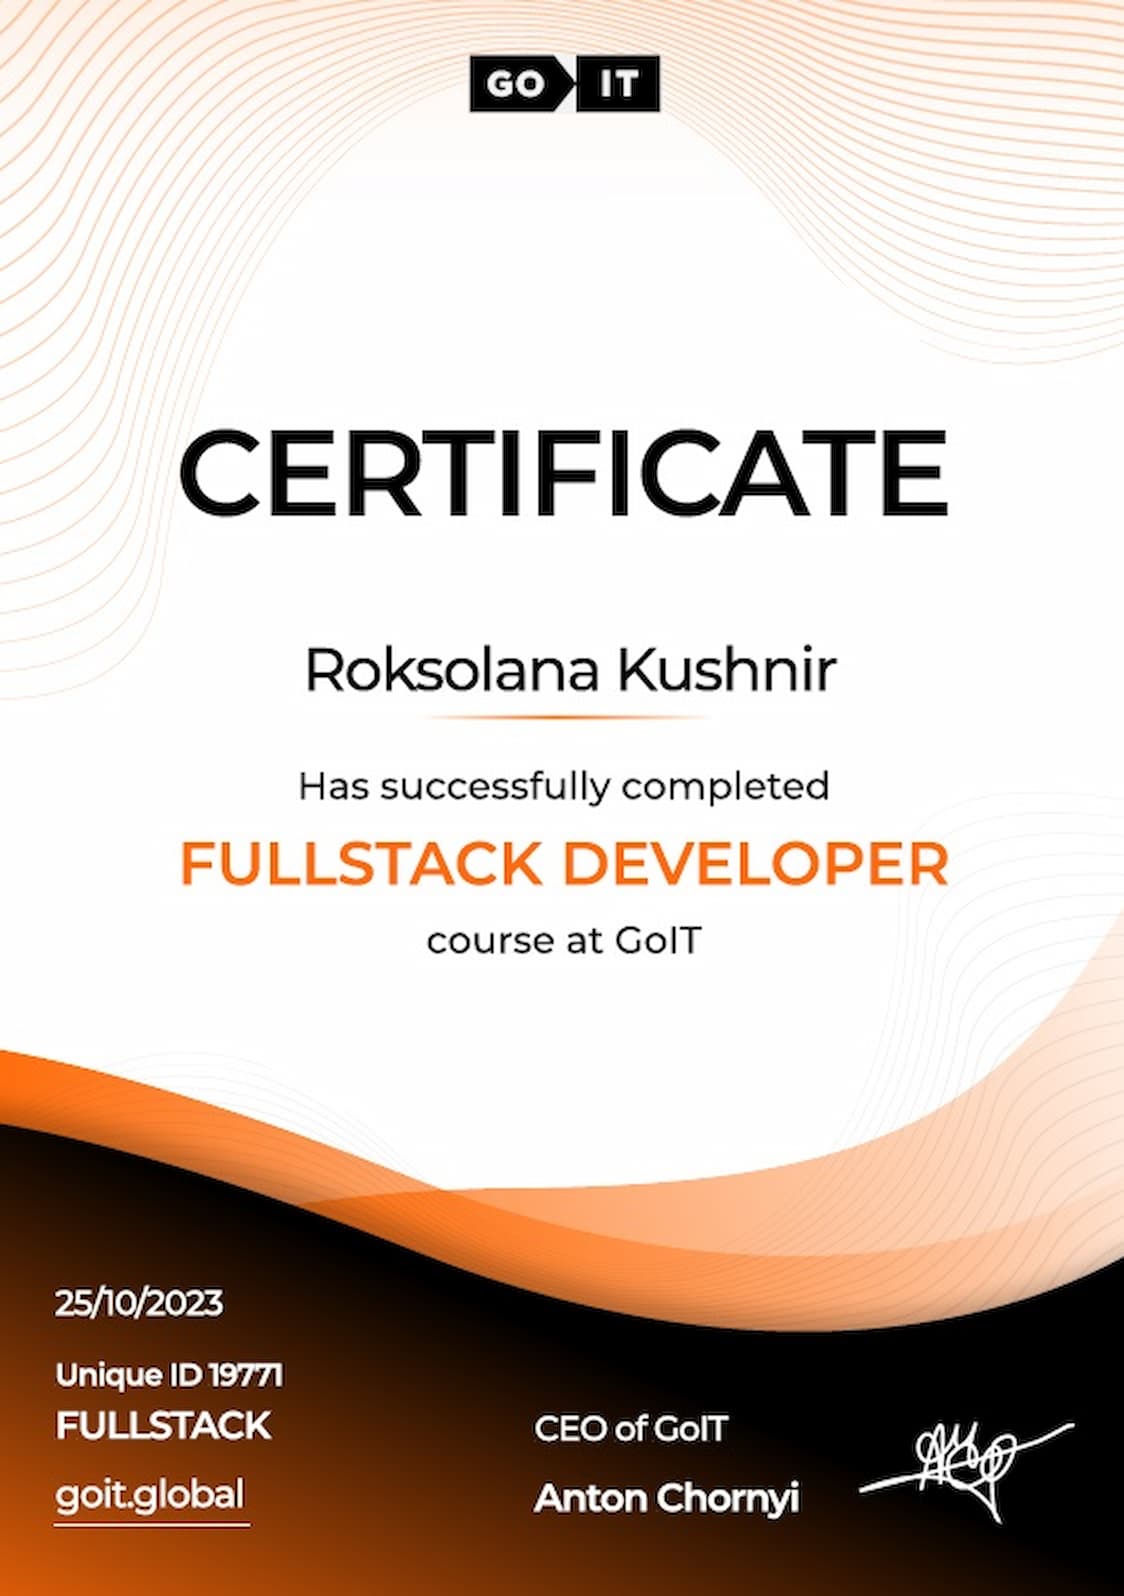 GO IT
CERTIFICATE
Roksolana Kushnir
Has successfully completed
FULLSTACK DEVELOPER
course at GoIT
25/10/2023
Unique ID 19771
FULLSTACK
goit.global
CEO of GoIT
Anton Chornyi